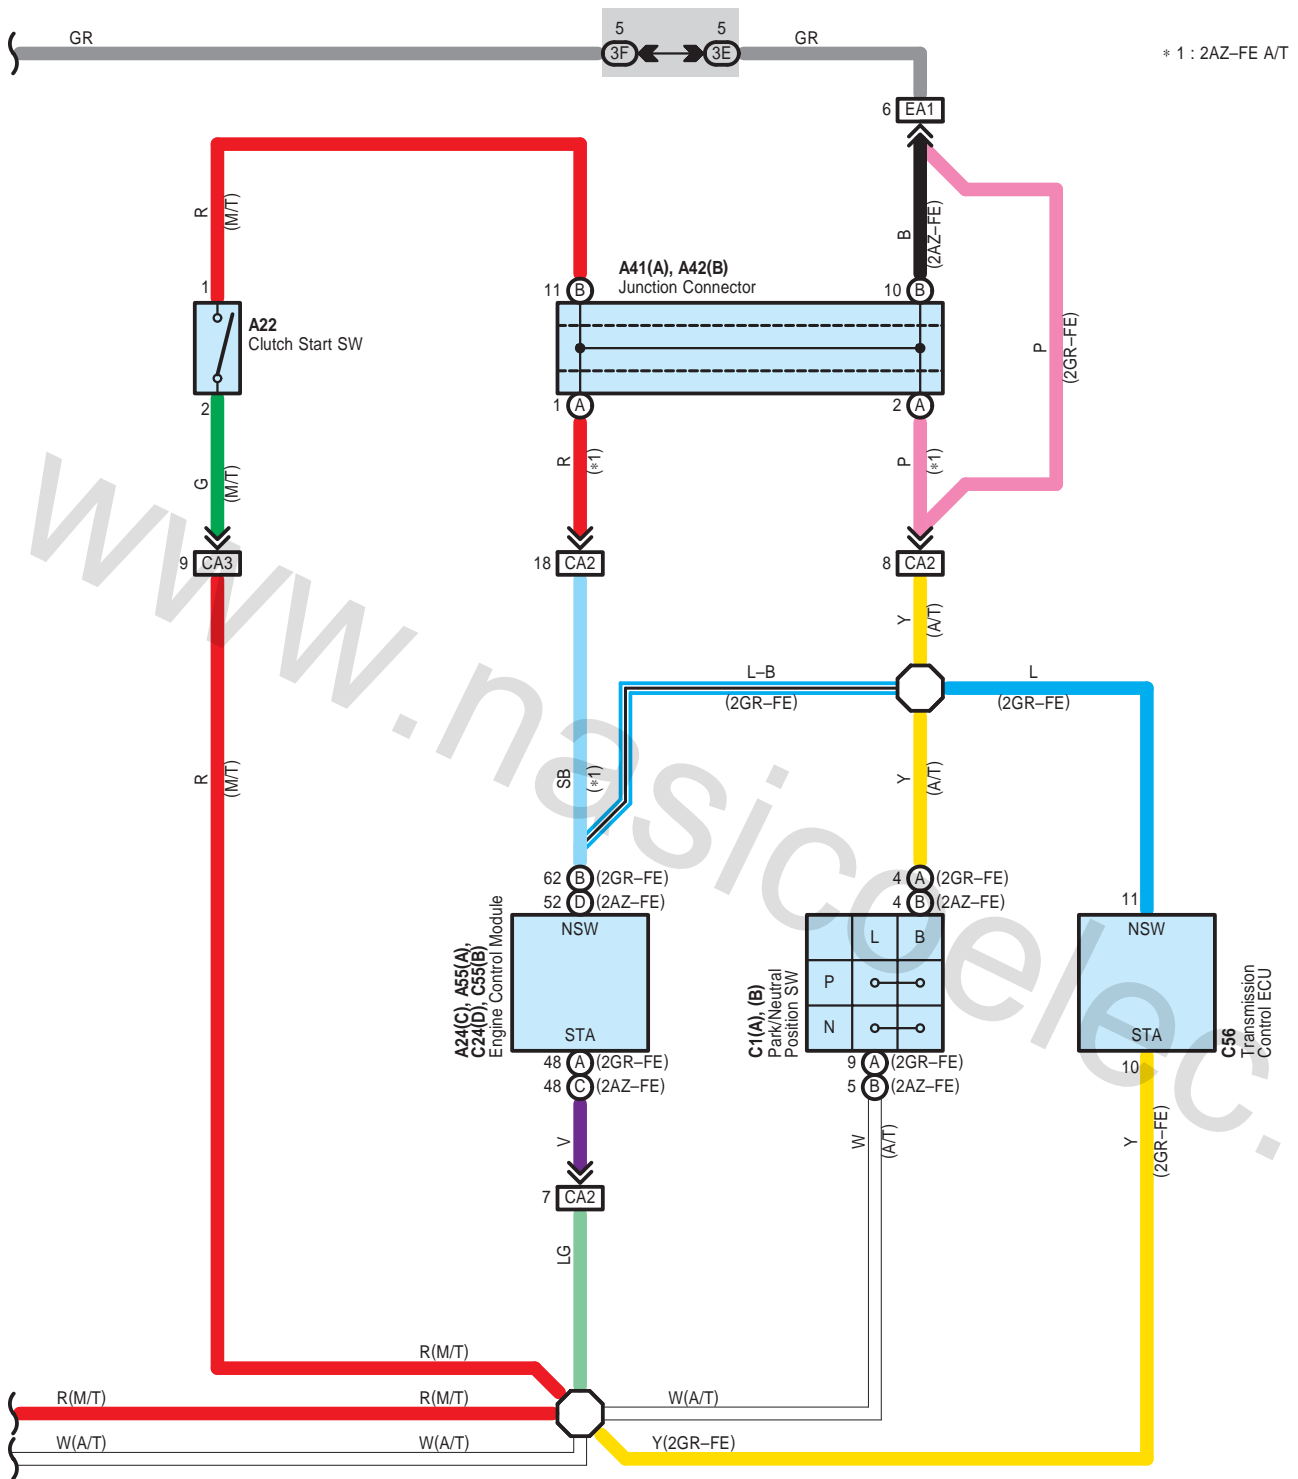 GR
5
5
3F
3E
GR
* 1 : 2AZ–FE A/T
6
EA1
R
(M/T)
B
(2AZ–FE)
A41(A), A42(B)
Junction Connector
1
11
B
10
B
A22
Clutch Start SW
P
(2GR–FE)
2
1
A
2
A
G
(M/T)
R
(*1)
P
(*1)
9
CA3
18
CA2
8
CA2
Y
(A/T)
L–B
(2GR–FE)
L
(2GR–FE)
R
(M/T)
SB
(*1)
Y
(A/T)
62
B
(2GR–FE)
52
D
(2AZ–FE)
4
A
(2GR–FE)
4
B
(2AZ–FE)
11
NSW
STA
A24(C), A55(A),
C24(D), C55(B)
Engine Control Module
L
B
P
N
C1(A), (B)
Park/Neutral
Position SW
NSW
STA
C56
Transmission
Control ECU
48
A
(2GR–FE)
48
C
(2AZ–FE)
9
A
(2GR–FE)
5
B
(2AZ–FE)
10
V
W
(A/T)
Y
(2GR–FE)
7
CA2
LG
R(M/T)
R(M/T)
R(M/T)
W(A/T)
W(A/T)
W(A/T)
Y(2GR–FE)
www.nasicoelec.